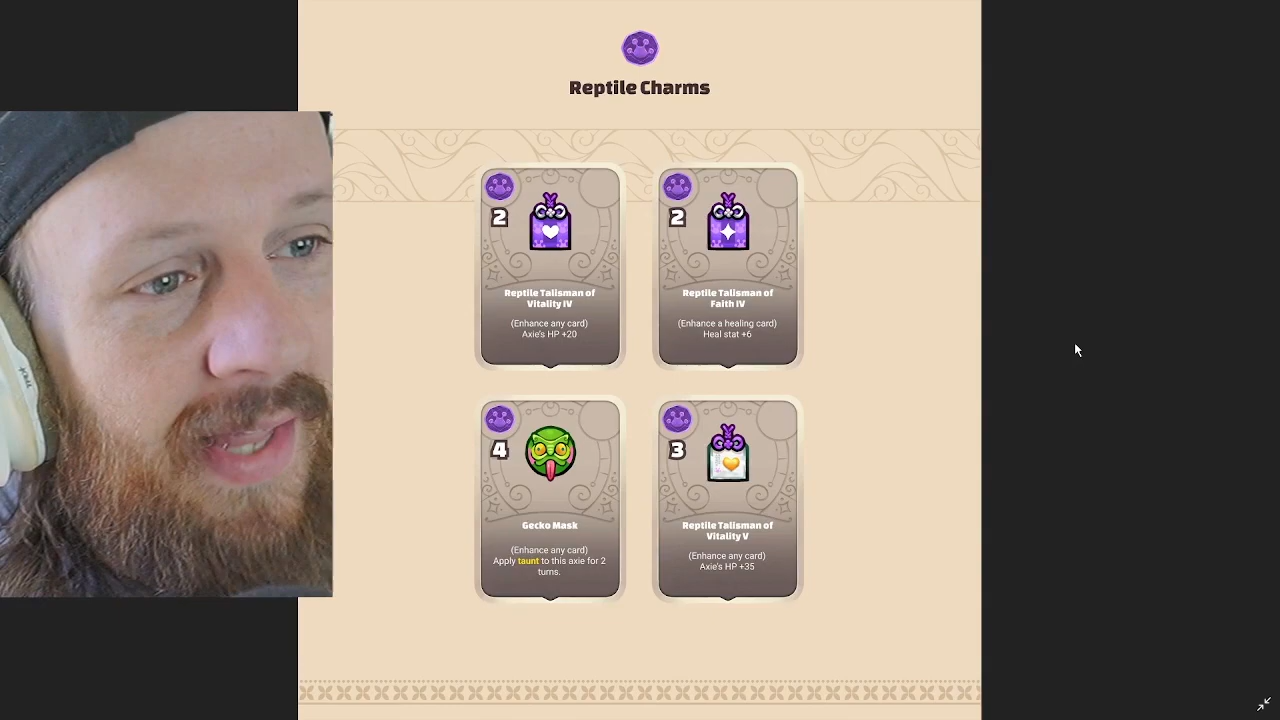 Reptile Charms
2
Reptile Talisman of
Vitality IV
(Enhance any card)
Axie's HP +20
2
Reptile Talisman of
Faith IV
(Enhance a healing card)
Heal stat +6
4
Gecko Mask
(Enhance any card)
Apply taunt to this axie for 2
turns.
3
Reptile Talisman of
Vitality V
(Enhance any card)
Axie's HP +35